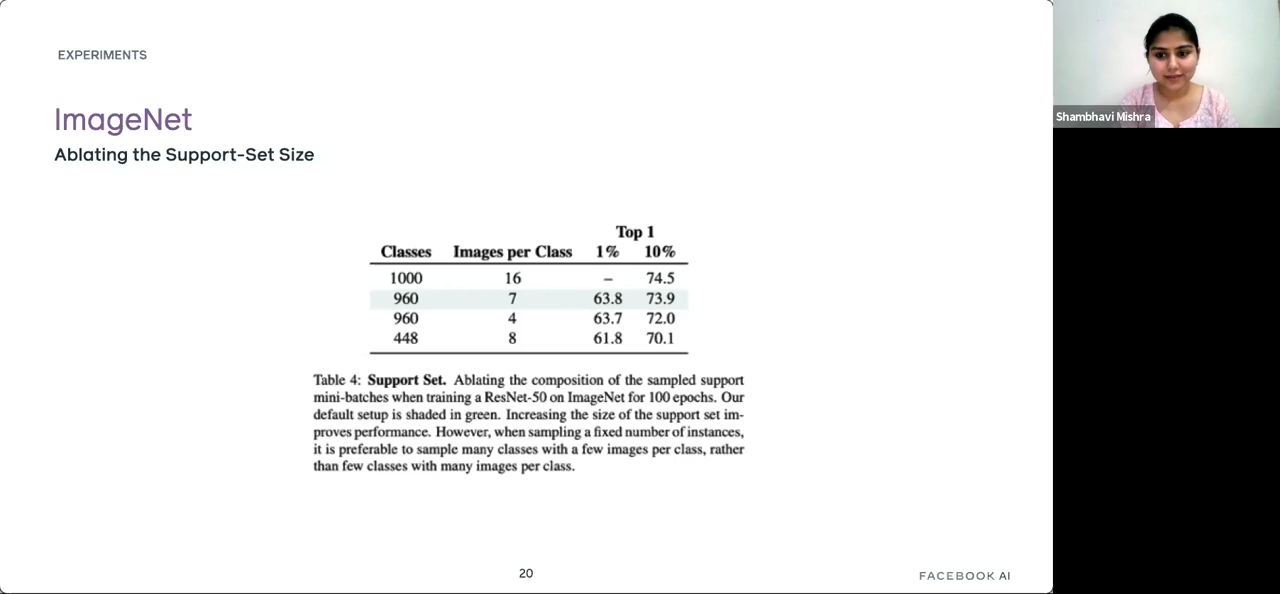 EXPERIMENTS
ImageNet
Ablating the Support-Set Size
Top 1
Classes Images per Class 1% 10%
1000 16 – 74.5
960 7 63.8 73.9
960 4 63.7 72.0
448 8 61.8 70.1
Table 4: Support Set. Ablating the composition of the sampled support
mini-batches when training a ResNet-50 on ImageNet for 100 epochs. Our
default setup is shaded in green. Increasing the size of the support set im-
proves performance. However, when sampling a fixed number of instances,
it is preferable to sample many classes with a few images per class, rather
than few classes with many images per class.
20
FACEBOOK AI
Shambhavi Mishra